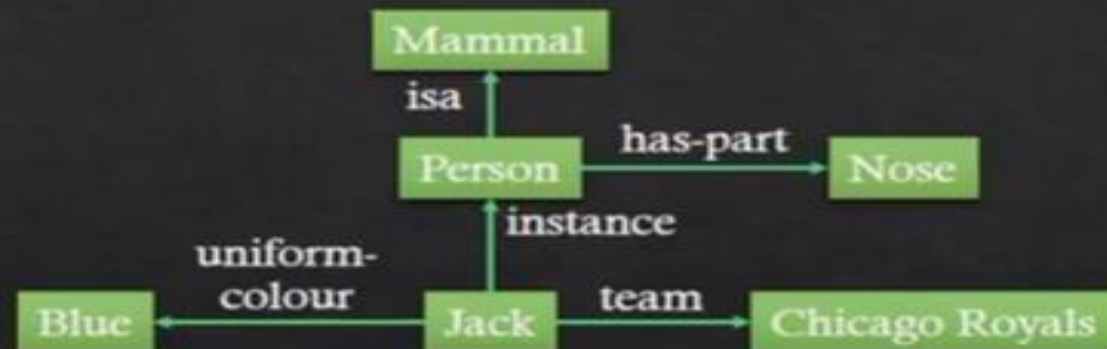 Mammal
isa
has-part
Person
Nose
instance
uniform-
colour
team
Blue
Jack
Chicago Royals